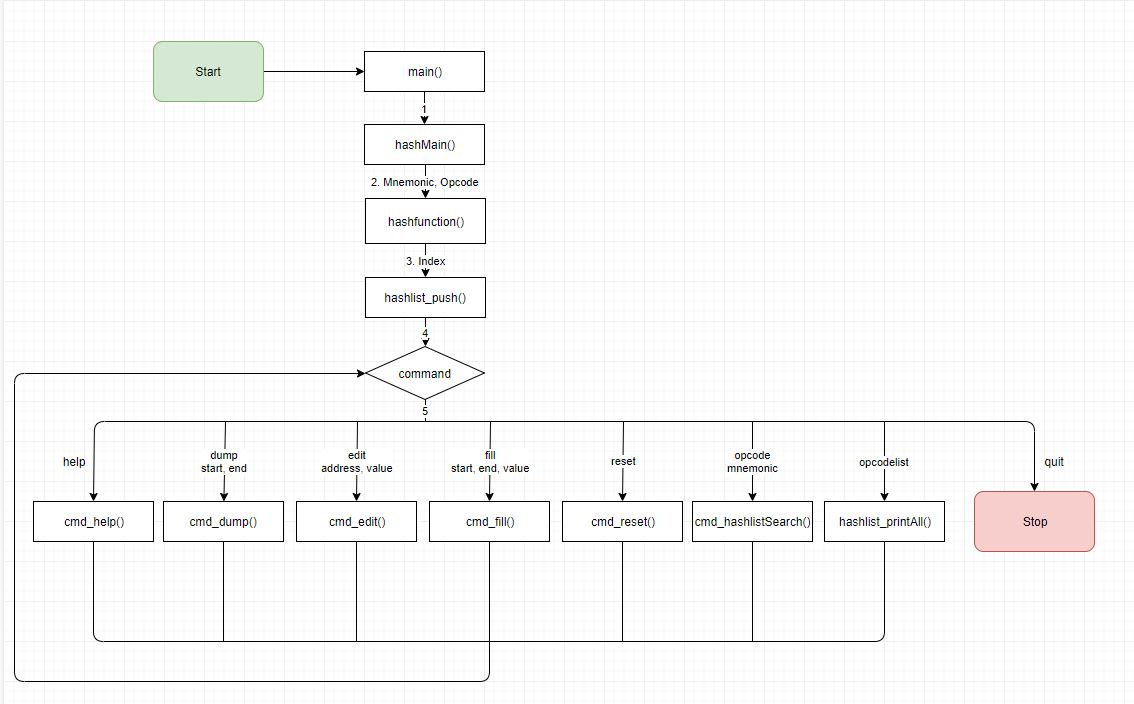 Start
main()
1
hashMain()
2. Mnemonic, Opcode
hashfunction()
3. Index
hashlist_push()
4
command
5
help
dump
start, end
edit
address, value
fill
start, end, value
reset
opcode
mnemonic
opcodelist
quit
cmd_help()
cmd_dump()
cmd_edit()
cmd_fill()
cmd_reset()
cmd_hashlistSearch()
hashlist_printAll()
Stop